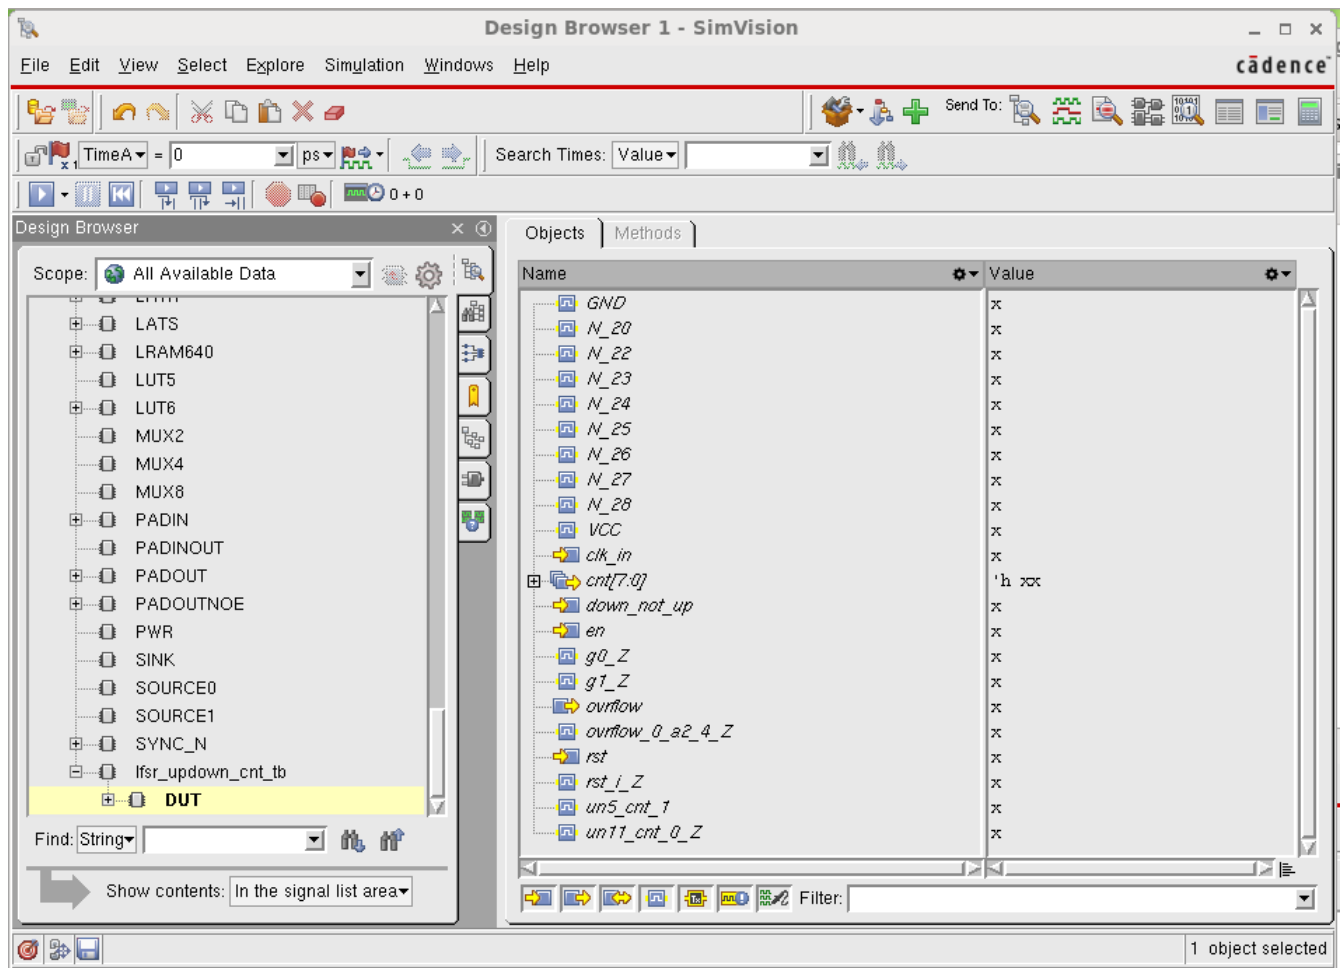 Design Browser 1 - SimVision
File Edit View Select Explore Simulation Windows Help
cādence
Send To:
TimeA = 0 ps
Search Times: Value
0 + 0
Design Browser
Scope: All Available Data
LATS
LRAM640
LUT5
LUT6
MUX2
MUX4
MUX8
PADIN
PADINOUT
PADOUT
PADOUTNOE
PWR
SINK
SOURCE0
SOURCE1
SYNC_N
lfsr_updown_cnt_tb
DUT
Find: String
Show contents: In the signal list area
Objects Methods
Name Value
GND x
N_20 x
N_22 x
N_23 x
N_24 x
N_25 x
N_26 x
N_27 x
N_28 x
VCC x
clk_in x
cnt[7:0] 'h xx
down_not_up x
en x
g0_Z x
g1_Z x
ovrflow x
ovrflow_0_a2_4_Z x
rst x
rst_i_Z x
un5_cnt_1 x
un11_cnt_0_Z x
Filter:
1 object selected